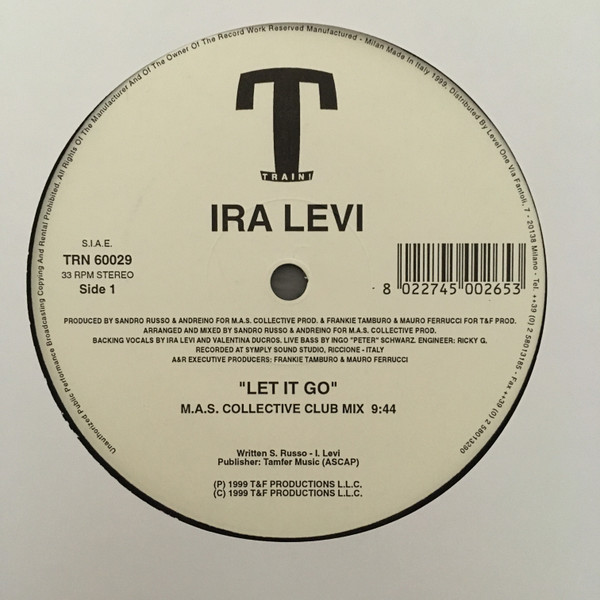 Unauthorized Public Performance Broadcasting Copying And Rental Prohibited. All Rights Of The Manufacturer And Of The Owner Of The Record Work Reserved Manufactured - Milan Made In Italy 1999, Distributed By Level One Via Fantoli, 7 - 20138 Milano - Tel. ++39 (0) 2 58013185 - Fax ++39 (0) 2 58013290
T
TRAIN!
IRA LEVI
S.I.A.E.
TRN 60029
33 RPM STEREO
Side 1
8 022745 002653
PRODUCED BY SANDRO RUSSO & ANDREINO FOR M.A.S. COLLECTIVE PROD. & FRANKIE TAMBURO & MAURO FERRUCCI FOR T&F PROD.
ARRANGED AND MIXED BY SANDRO RUSSO & ANDREINO FOR M.A.S. COLLECTIVE PROD.
BACKING VOCALS BY IRA LEVI AND VALENTINA DUCROS. LIVE BASS BY INGO "PETER" SCHWARZ. ENGINEER: RICKY G.
RECORDED AT SYMPLY SOUND STUDIO, RICCIONE - ITALY
A&R EXECUTIVE PRODUCERS: FRANKIE TAMBURO & MAURO FERRUCCI
"LET IT GO"
M.A.S. COLLECTIVE CLUB MIX 9:44
Written S. Russo - I. Levi
Publisher: Tamfer Music (ASCAP)
(P) 1999 T&F PRODUCTIONS L.L.C.
(C) 1999 T&F PRODUCTIONS L.L.C.